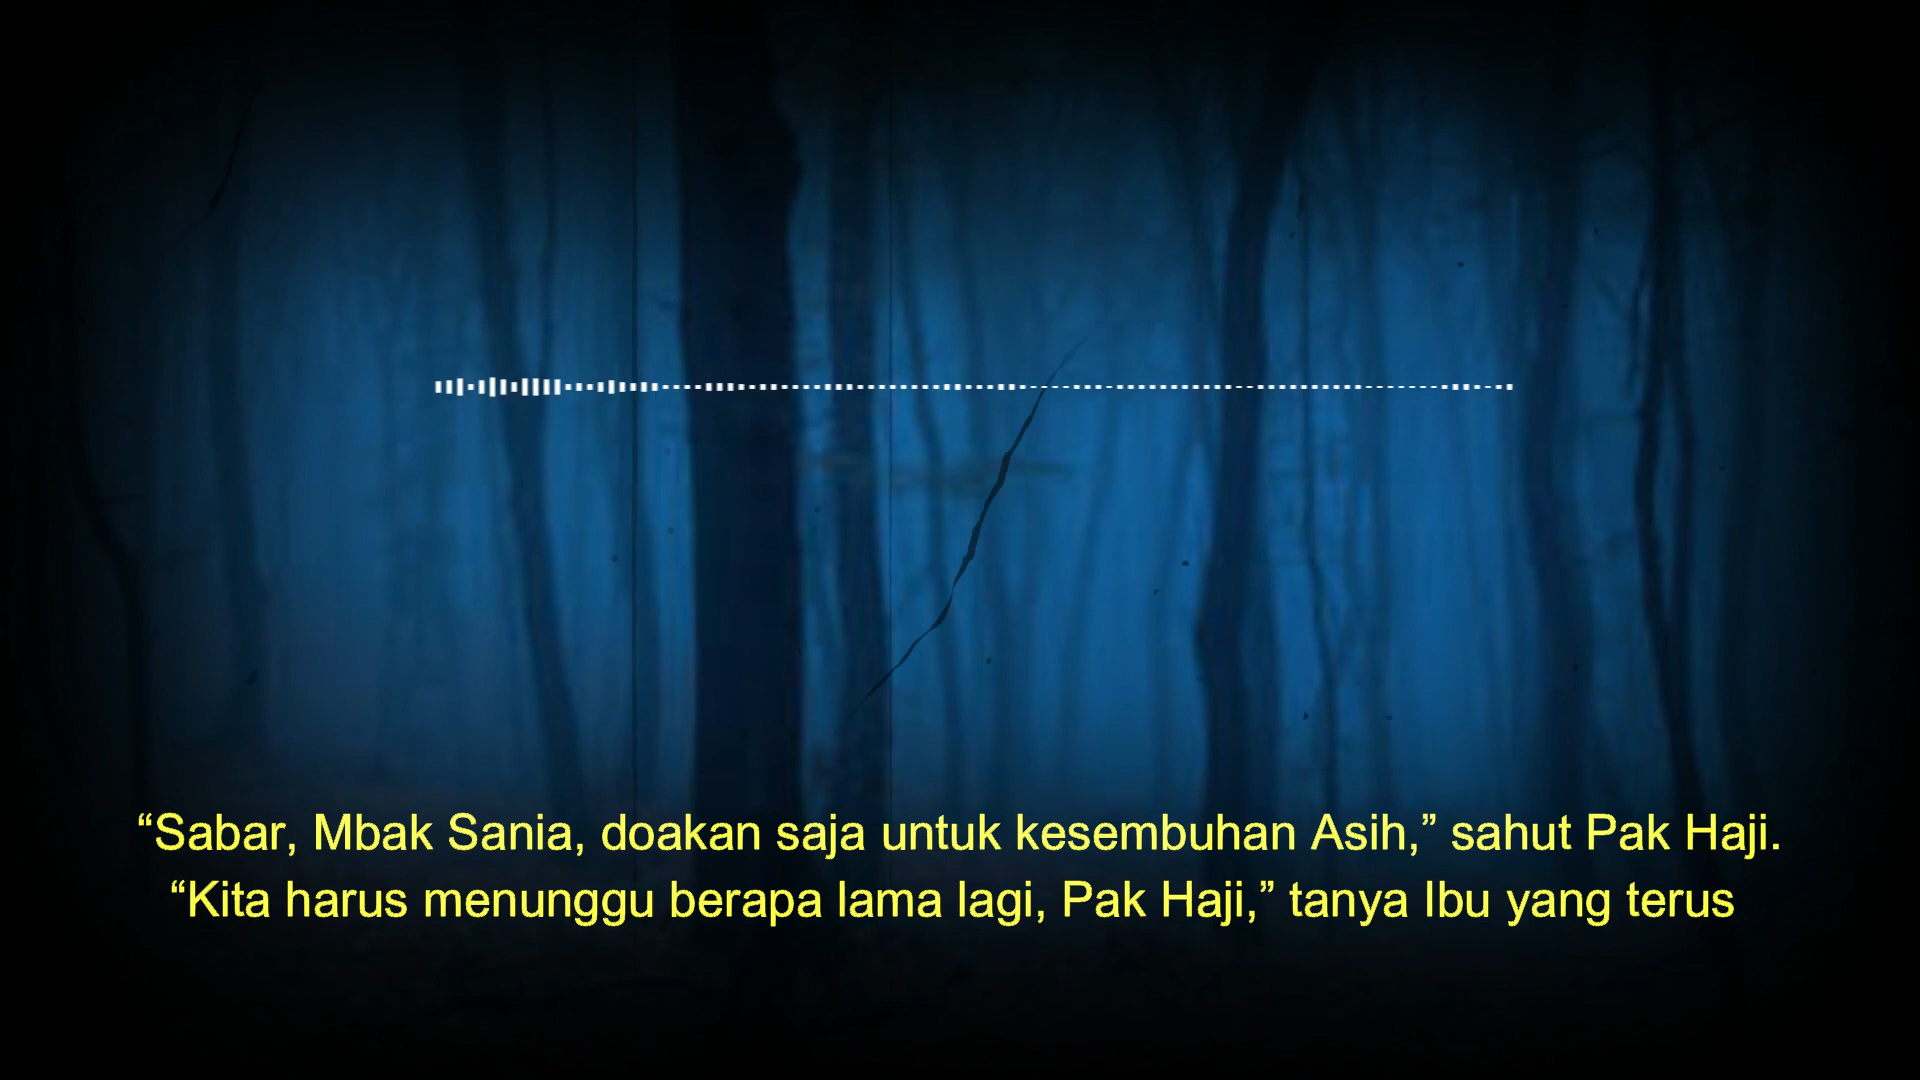 “Sabar, Mbak Sania, doakan saja untuk kesembuhan Asih,” sahut Pak Haji.
“Kita harus menunggu berapa lama lagi, Pak Haji,” tanya Ibu yang terus